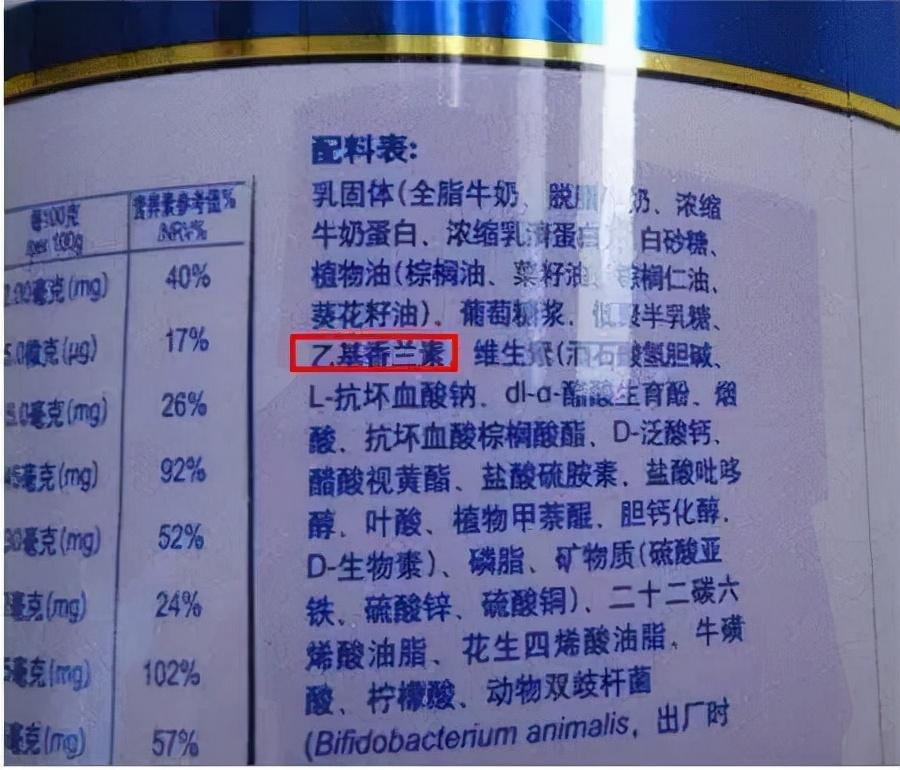 配料表:
乳固体(全脂牛奶、脱脂 奶、浓缩
牛奶蛋白、浓缩乳清蛋白)、白砂糖、
植物油(棕榈油、菜籽油、棕榈仁油、
葵花籽油)、葡萄糖浆、低聚半乳糖、
乙基香兰素、维生素(酒石酸氢胆碱、
L-抗坏血酸钠、dl-α-醋酸生育酚、烟
酸、抗坏血酸棕榈酸酯、D-泛酸钙、
醋酸视黄酯、盐酸硫胺素、盐酸吡哆
醇、叶酸、植物甲萘醌、胆钙化醇、
D-生物素)、磷脂、矿物质(硫酸亚
铁、硫酸锌、硫酸铜)、二十二碳六
烯酸油脂、花生四烯酸油脂、牛磺
酸、柠檬酸、动物双歧杆菌
(Bifidobacterium animalis, 出厂时
每100克 营养素参考值%
per 100g NRV%
毫克(mg) 40%
微克(μg) 17%
毫克(mg) 26%
毫克(mg) 92%
毫克(mg) 52%
毫克(mg) 24%
毫克(mg) 102%
毫克(mg) 57%